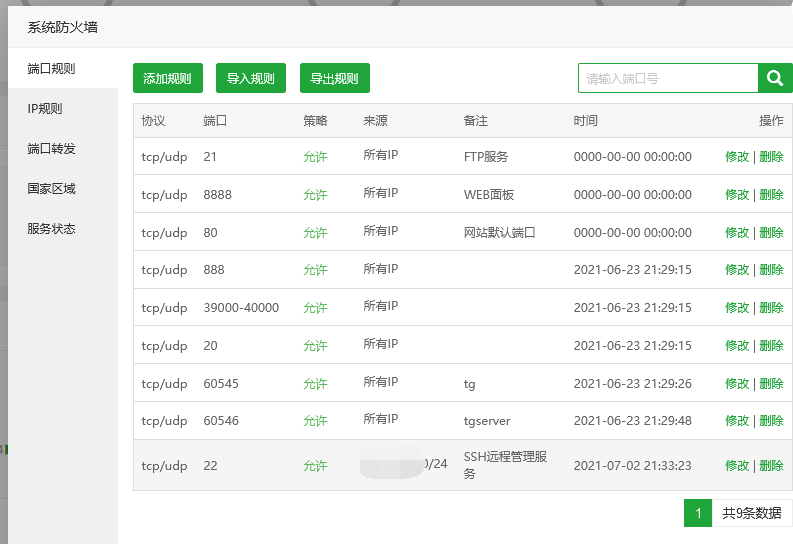 系统防火墙
端口规则
IP规则
端口转发
国家区域
服务状态
添加规则 导入规则 导出规则 请输入端口号
协议 端口 策略 来源 备注 时间 操作
tcp/udp 21 允许 所有IP FTP服务 0000-00-00 00:00:00 修改 | 删除
tcp/udp 8888 允许 所有IP WEB面板 0000-00-00 00:00:00 修改 | 删除
tcp/udp 80 允许 所有IP 网站默认端口 0000-00-00 00:00:00 修改 | 删除
tcp/udp 888 允许 所有IP 2021-06-23 21:29:15 修改 | 删除
tcp/udp 39000-40000 允许 所有IP 2021-06-23 21:29:15 修改 | 删除
tcp/udp 20 允许 所有IP 2021-06-23 21:29:15 修改 | 删除
tcp/udp 60545 允许 所有IP tg 2021-06-23 21:29:26 修改 | 删除
tcp/udp 60546 允许 所有IP tgserver 2021-06-23 21:29:48 修改 | 删除
tcp/udp 22 允许 0/24 SSH远程管理服 2021-07-02 21:33:23 修改 | 删除
务
1 共9条数据